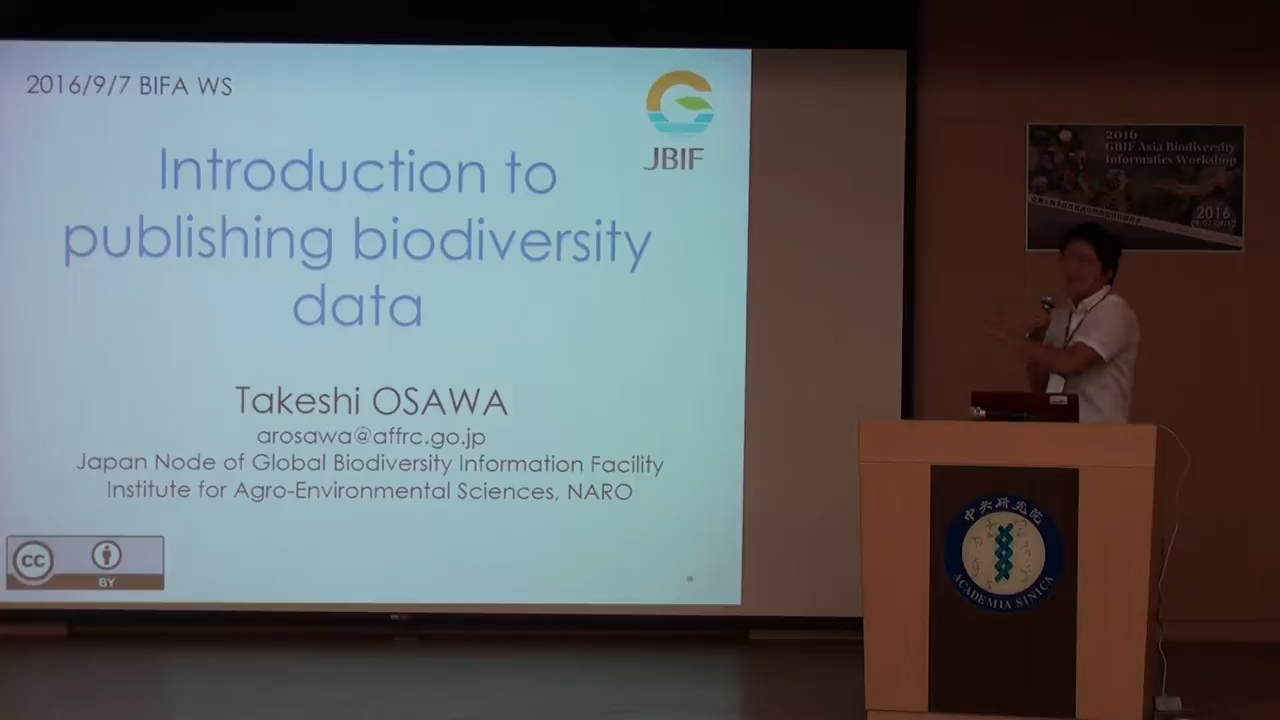 2016/9/7 BIFA WS
JBIF
Introduction to
publishing biodiversity
data
Takeshi OSAWA
arosawa@affrc.go.jp
Japan Node of Global Biodiversity Information Facility
Institute for Agro-Environmental Sciences, NARO
cc
BY
2016
GBIF Asia Biodiversity
Informatics Workshop
2016
中央研究院
ACADEMIA SINICA